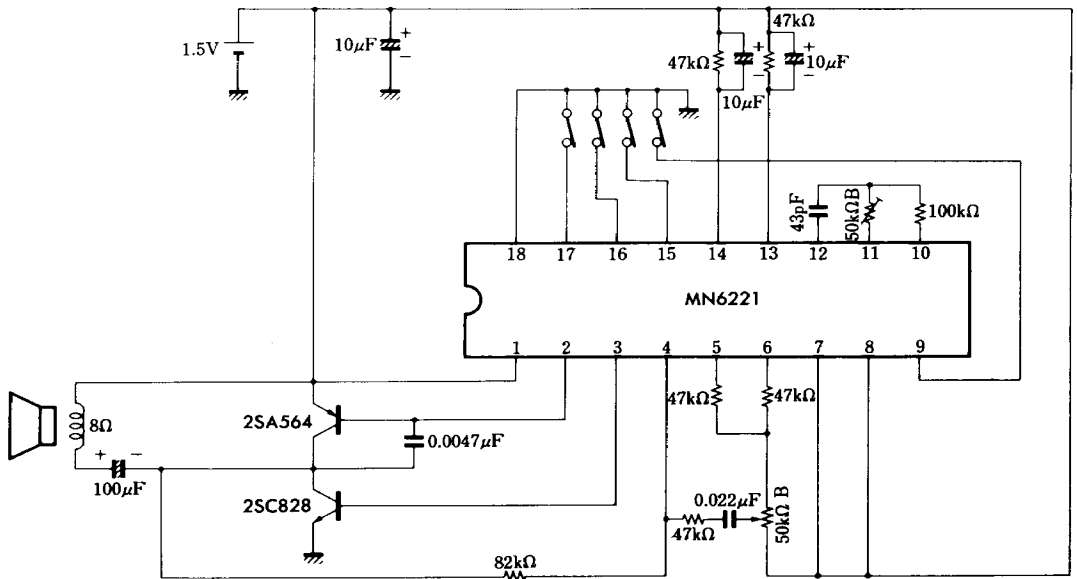 47kΩ
1.5V
10μF
+
−
47kΩ
+
−
10μF
+
−
10μF
43pF
50kΩB
100kΩ
18 17 16 15 14 13 12 11 10
MN6221
1 2 3 4 5 6 7 8 9
8Ω
2SA564
0.0047μF
47kΩ
47kΩ
+ −
100μF
2SC828
0.022μF
47kΩ
50kΩ B
82kΩ